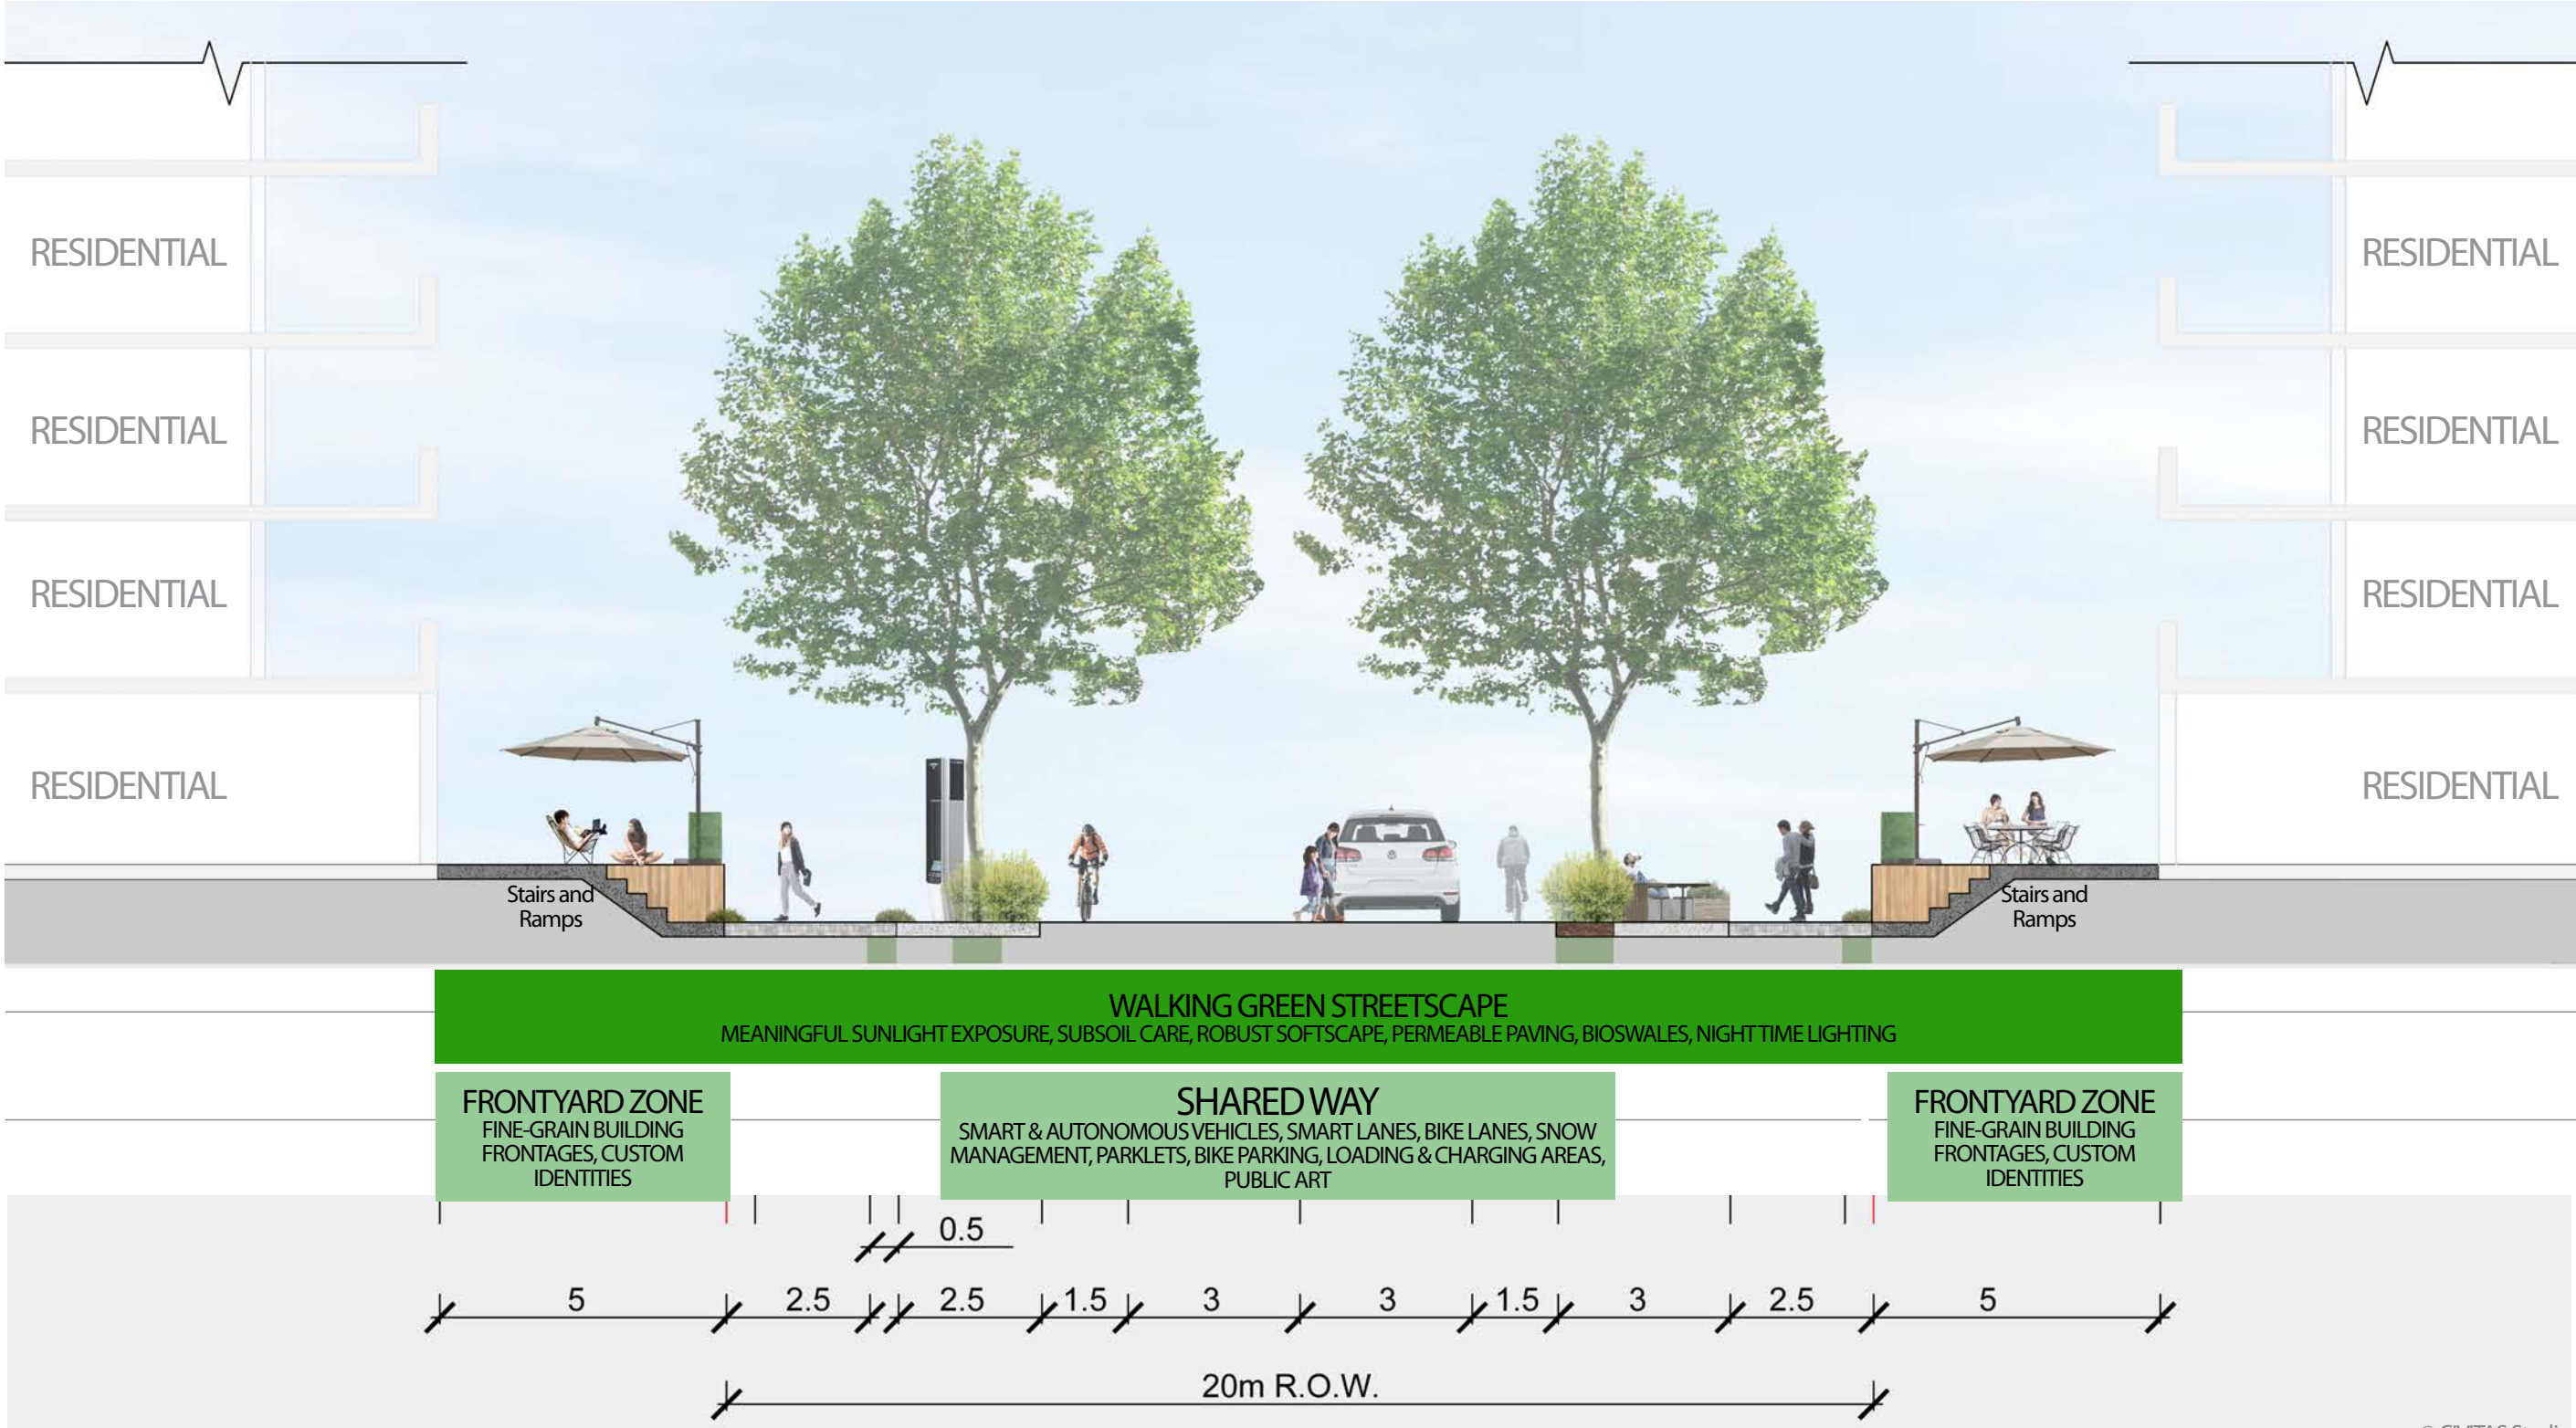 RESIDENTIAL
RESIDENTIAL
RESIDENTIAL
RESIDENTIAL
RESIDENTIAL
RESIDENTIAL
RESIDENTIAL
RESIDENTIAL
Stairs and
Ramps
Stairs and
Ramps
WALKING GREEN STREETSCAPE
MEANINGFUL SUNLIGHT EXPOSURE, SUBSOIL CARE, ROBUST SOFTSCAPE, PERMEABLE PAVING, BIOSWALES, NIGHT TIME LIGHTING
FRONTYARD ZONE
FINE-GRAIN BUILDING
FRONTAGES, CUSTOM
IDENTITIES
SHARED WAY
SMART & AUTONOMOUS VEHICLES, SMART LANES, BIKE LANES, SNOW
MANAGEMENT, PARKLETS, BIKE PARKING, LOADING & CHARGING AREAS,
PUBLIC ART
FRONTYARD ZONE
FINE-GRAIN BUILDING
FRONTAGES, CUSTOM
IDENTITIES
0.5
5 2.5 2.5 1.5 3 3 1.5 3 2.5 5
20m R.O.W.